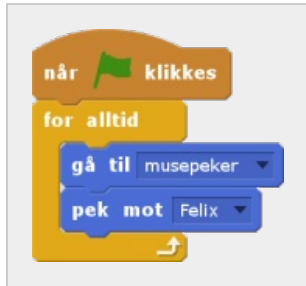 når klikkes
for alltid
gå til musepeker
pek mot Felix